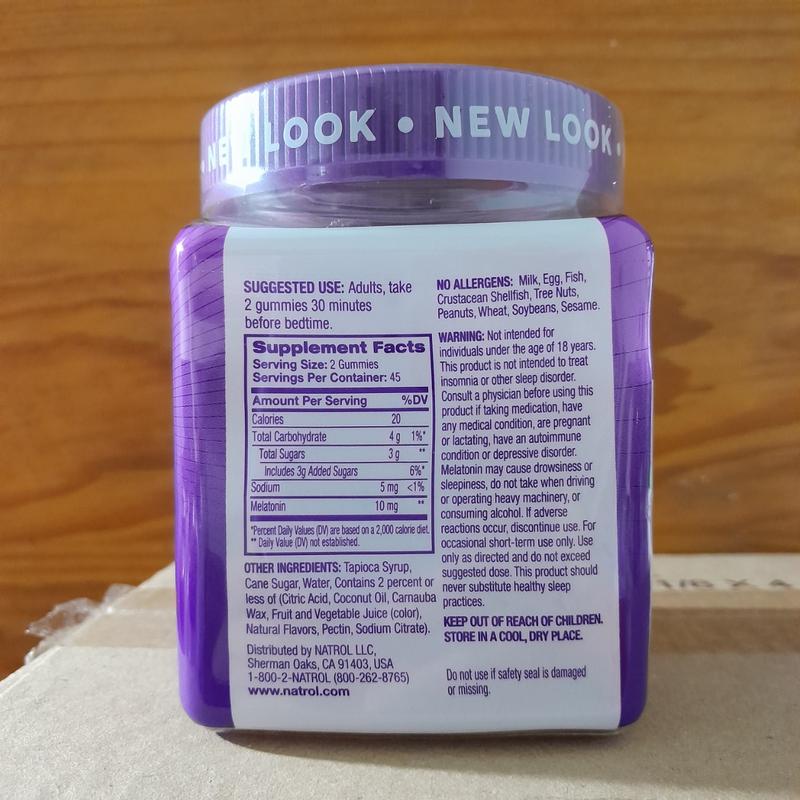 • NEW LOOK • NEW LOOK •
SUGGESTED USE: Adults, take
2 gummies 30 minutes
before bedtime.
Supplement Facts
Serving Size: 2 Gummies
Servings Per Container: 45
Amount Per Serving %DV
Calories 20
Total Carbohydrate 4 g 1%*
Total Sugars 3 g **
Includes 3g Added Sugars 6%*
Sodium 5 mg <1%
Melatonin 10 mg **
*Percent Daily Values (DV) are based on a 2,000 calorie diet.
** Daily Value (DV) not established.
OTHER INGREDIENTS: Tapioca Syrup,
Cane Sugar, Water, Contains 2 percent or
less of (Citric Acid, Coconut Oil, Carnauba
Wax, Fruit and Vegetable Juice (color),
Natural Flavors, Pectin, Sodium Citrate).
Distributed by NATROL LLC,
Sherman Oaks, CA 91403, USA
1-800-2-NATROL (800-262-8765)
www.natrol.com
NO ALLERGENS: Milk, Egg, Fish,
Crustacean Shellfish, Tree Nuts,
Peanuts, Wheat, Soybeans, Sesame.
WARNING: Not intended for
individuals under the age of 18 years.
This product is not intended to treat
insomnia or other sleep disorder.
Consult a physician before using this
product if taking medication, have
any medical condition, are pregnant
or lactating, have an autoimmune
condition or depressive disorder.
Melatonin may cause drowsiness or
sleepiness, do not take when driving
or operating heavy machinery, or
consuming alcohol. If adverse
reactions occur, discontinue use. For
occasional short-term use only. Use
only as directed and do not exceed
suggested dose. This product should
never substitute healthy sleep
practices.
KEEP OUT OF REACH OF CHILDREN.
STORE IN A COOL, DRY PLACE.
Do not use if safety seal is damaged
or missing.
1/6 X 4